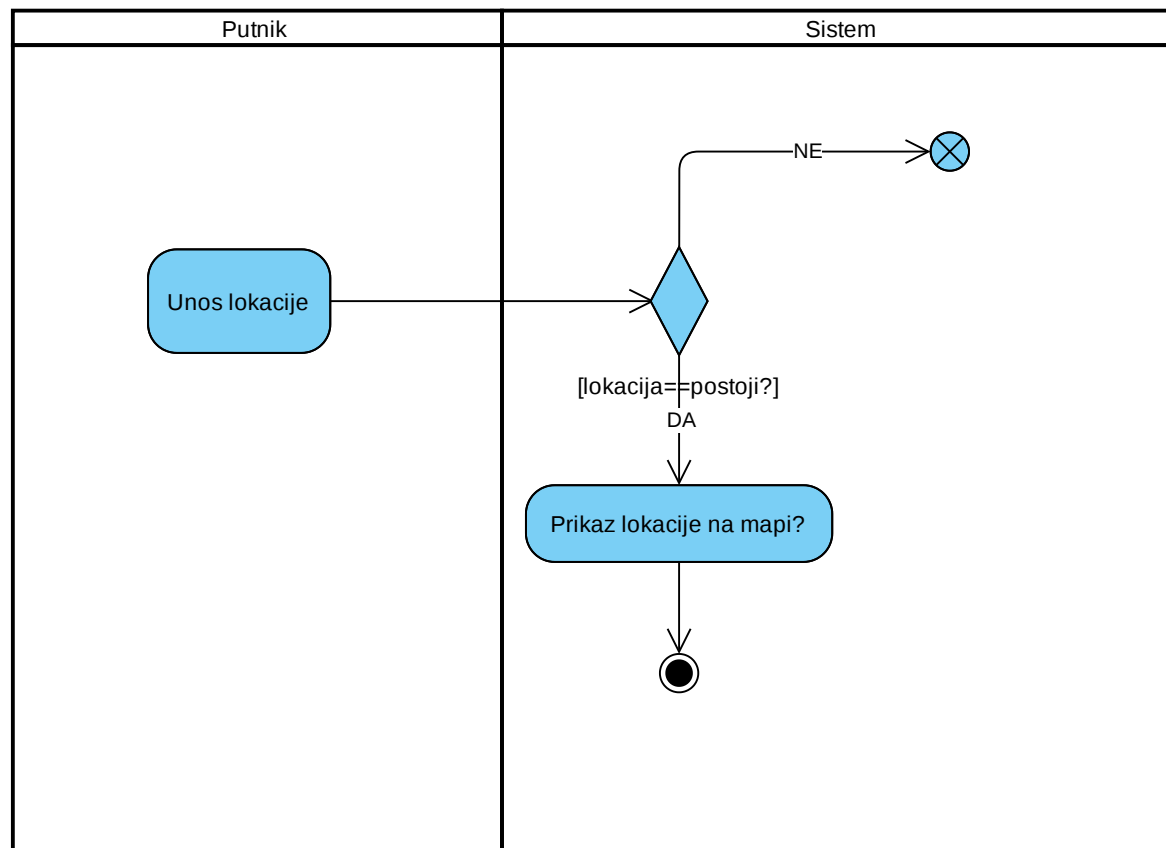 Putnik
Sistem
NE
Unos lokacije
[lokacija==postoji?]
DA
Prikaz lokacije na mapi?